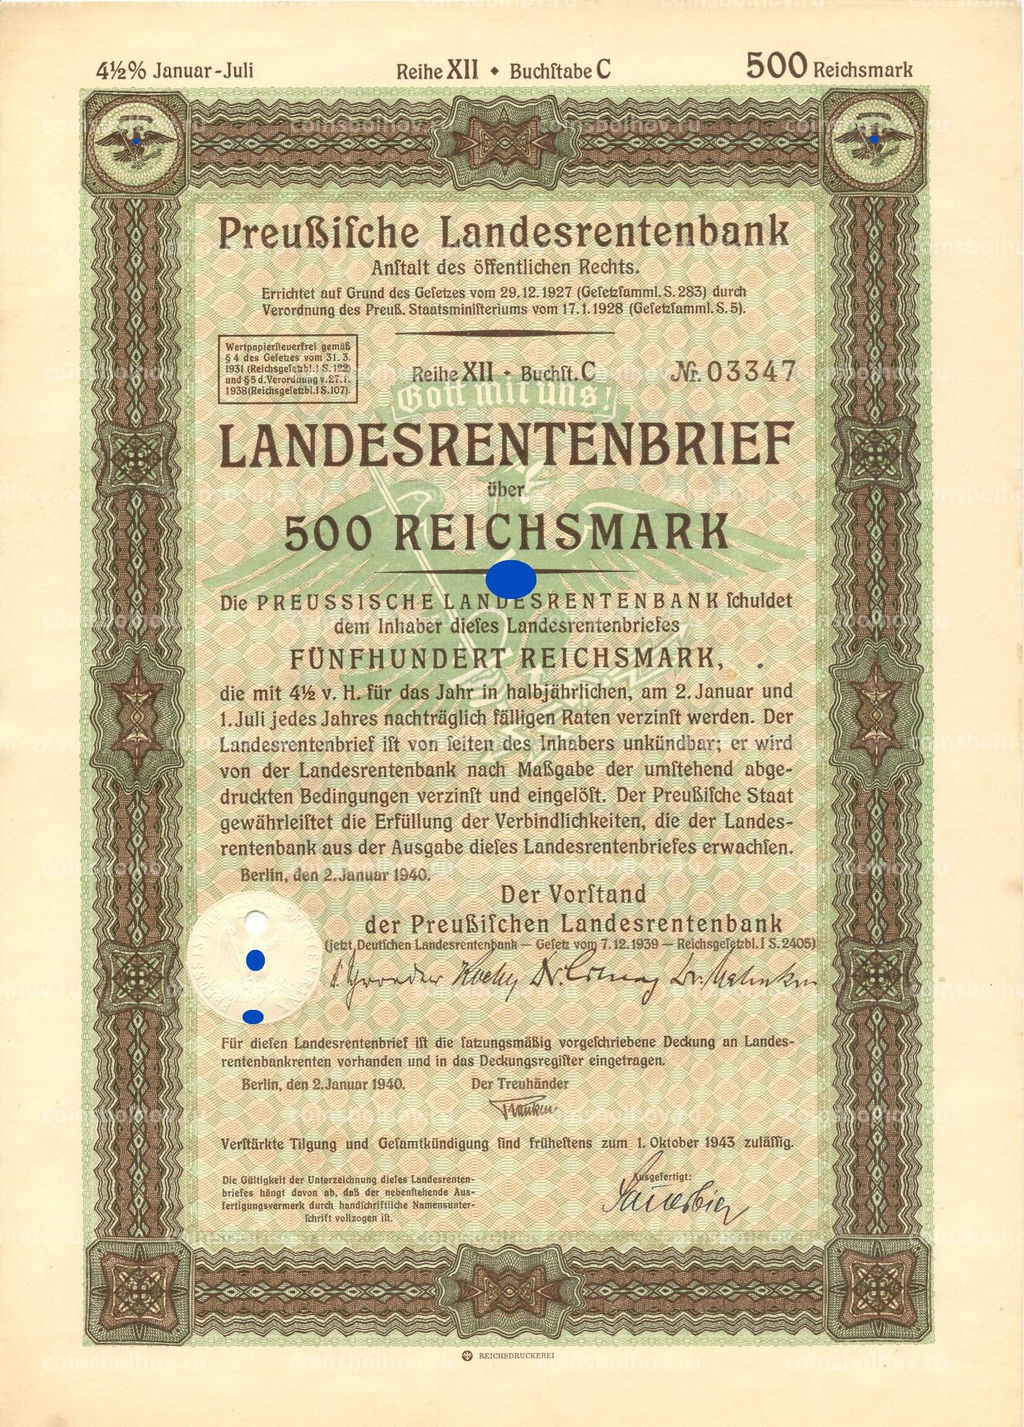 4½% Januar-Juli
Reihe XII ⬥ Buchſtabe C
500 Reichsmark
Preußiſche Landesrentenbank
Anſtalt des öffentlichen Rechts.
Errichtet auf Grund des Geſetzes vom 29.12.1927 (Geſetzſamml. S. 283) durch
Verordnung des Preuß. Staatsminiſteriums vom 17.1.1928 (Geſetzſamml. S. 5).
Wertpapierſteuerfrei gemäß
§ 4 des Geſetzes vom 31. 3.
1931 (Reichsgeſetzbl. I S. 122)
und § 5 d. Verordnung v. 27. 1.
1938 (Reichsgeſetzbl. I S. 107).
Reihe XII ⬥ Buchſt. C
Nr. 03347
Gott mit uns!
LANDESRENTENBRIEF
über
500 REICHSMARK
Die PREUSSISCHE LANDESRENTENBANK ſchuldet
dem Inhaber dieſes Landesrentenbriefes
FÜNFHUNDERT REICHSMARK,
die mit 4½ v. H. für das Jahr in halbjährlichen, am 2. Januar und
1. Juli jedes Jahres nachträglich fälligen Raten verzinſt werden. Der
Landesrentenbrief iſt von ſeiten des Inhabers unkündbar; er wird
von der Landesrentenbank nach Maßgabe der umſtehend abge-
druckten Bedingungen verzinſt und eingelöſt. Der Preußiſche Staat
gewährleiſtet die Erfüllung der Verbindlichkeiten, die der Landes-
rentenbank aus der Ausgabe dieſes Landesrentenbriefes erwachſen.
Berlin, den 2. Januar 1940.
Der Vorſtand
der Preußiſchen Landesrentenbank
(jetzt Deutſchen Landesrentenbank — Geſetz vom 7.12.1939 — Reichsgeſetzbl. I S. 2405)
Für dieſen Landesrentenbrief iſt die ſatzungsmäßig vorgeſchriebene Deckung an Landes-
rentenbankrenten vorhanden und in das Deckungsregiſter eingetragen.
Berlin, den 2. Januar 1940.
Der Treuhänder
Verſtärkte Tilgung und Geſamtkündigung ſind früheſtens zum 1. Oktober 1943 zuläſſig.
Die Gültigkeit der Unterzeichnung dieſes Landesrenten-
briefes hängt davon ab, daß der nebenſtehende Aus-
fertigungsvermerk durch handſchriftliche Namensunter-
ſchrift vollzogen iſt.
Ausgefertigt:
REICHSDRUCKEREI
coinsbolhov.ru